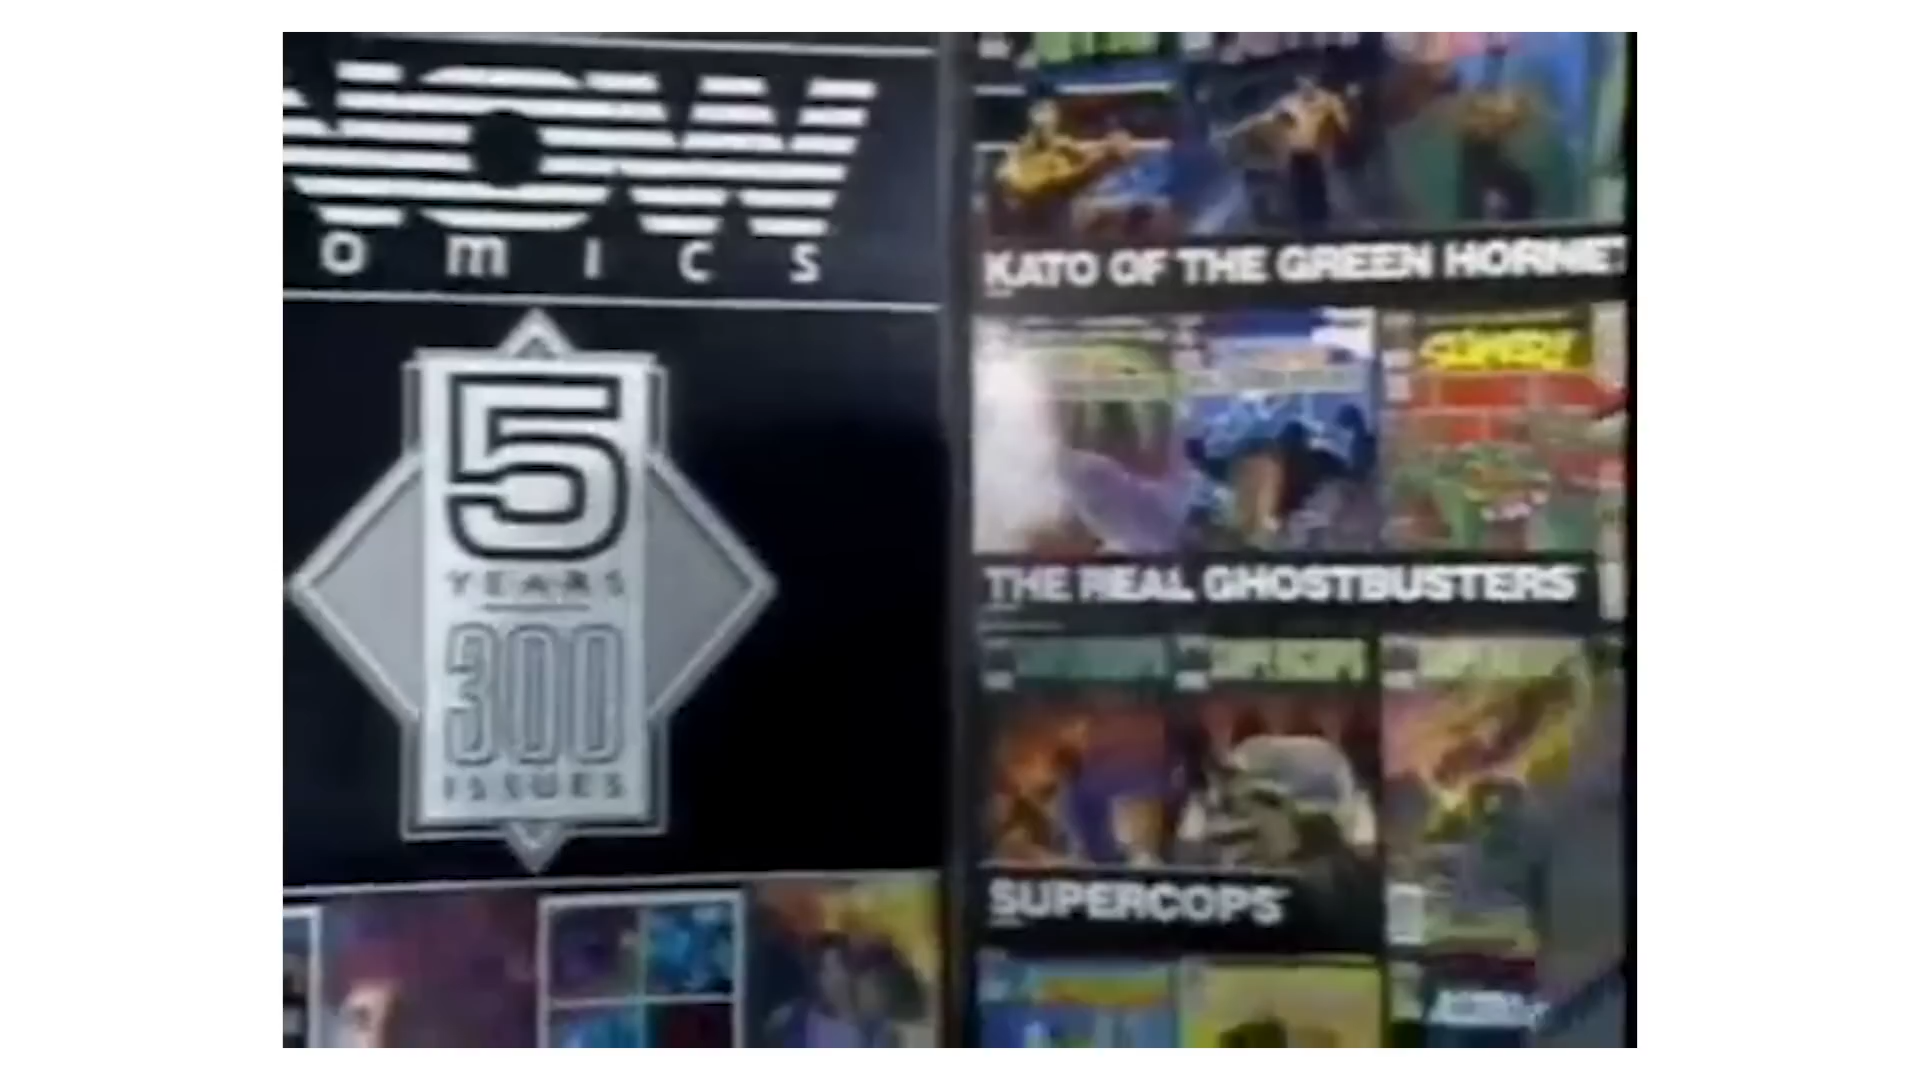 NOW
omics
5
YEARS
300
ISSUES
KATO OF THE GREEN HORNET
THE REAL GHOSTBUSTERS
SUPERCOPS